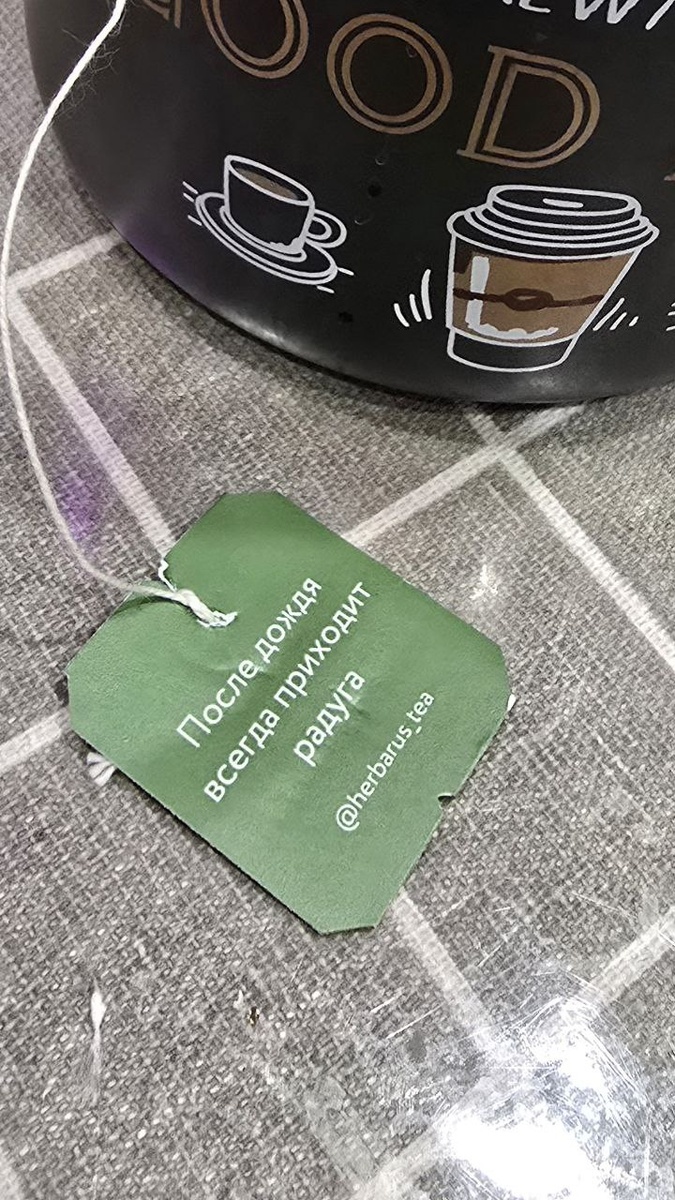 GOOD
После дождя
всегда приходит
радуга
@herbarus_tea